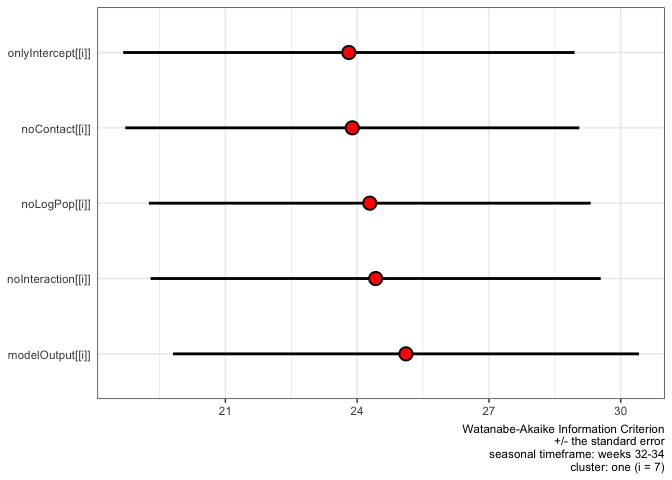 onlyIntercept[[i]]
noContact[[i]]
noLogPop[[i]]
noInteraction[[i]]
modelOutput[[i]]
21 24 27 30
Watanabe-Akaike Information Criterion
+/- the standard error
seasonal timeframe: weeks 32-34
cluster: one (i = 7)